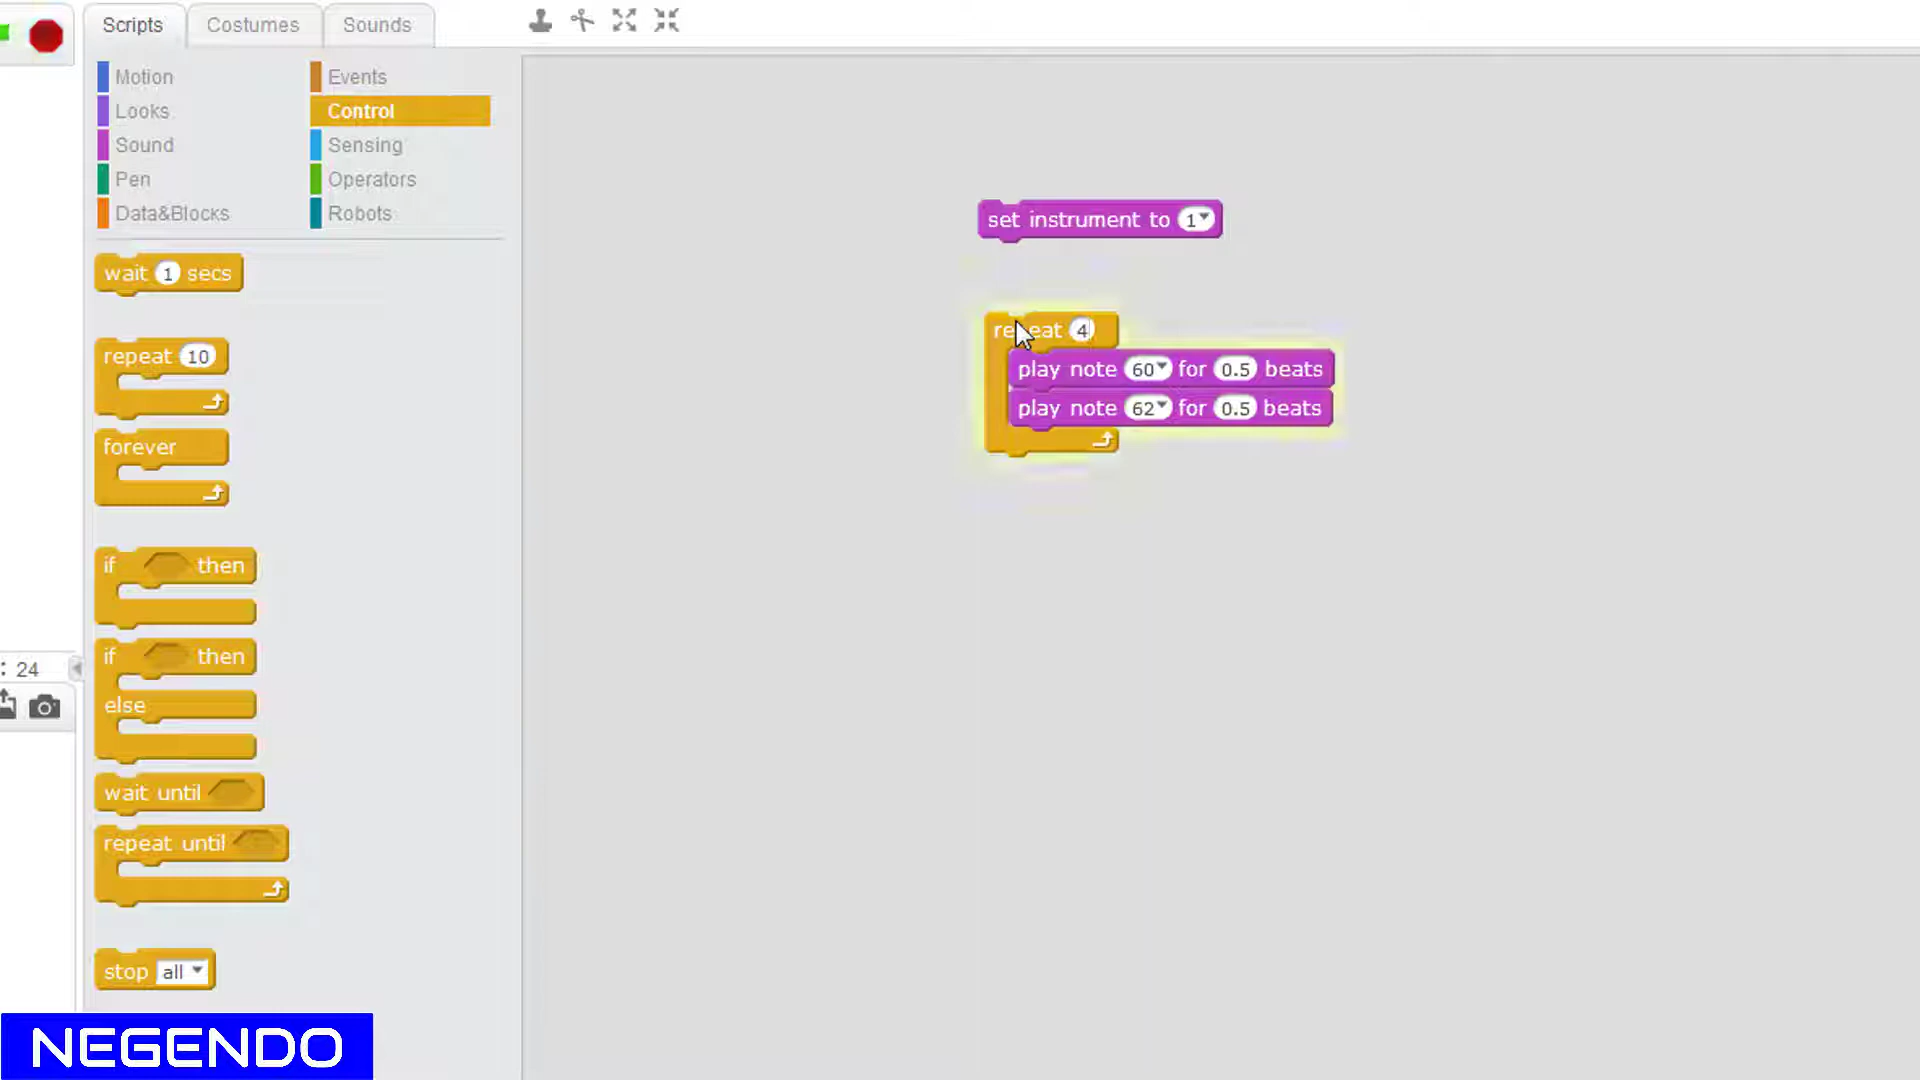 Scripts
Costumes
Sounds
Motion
Events
Looks
Control
Sound
Sensing
Pen
Operators
Data&Blocks
Robots
wait 1 secs
repeat 10
forever
if then
if then
else
wait until
repeat until
stop all
: 24
set instrument to 1
repeat 4
play note 60 for 0.5 beats
play note 62 for 0.5 beats
NEGENDO